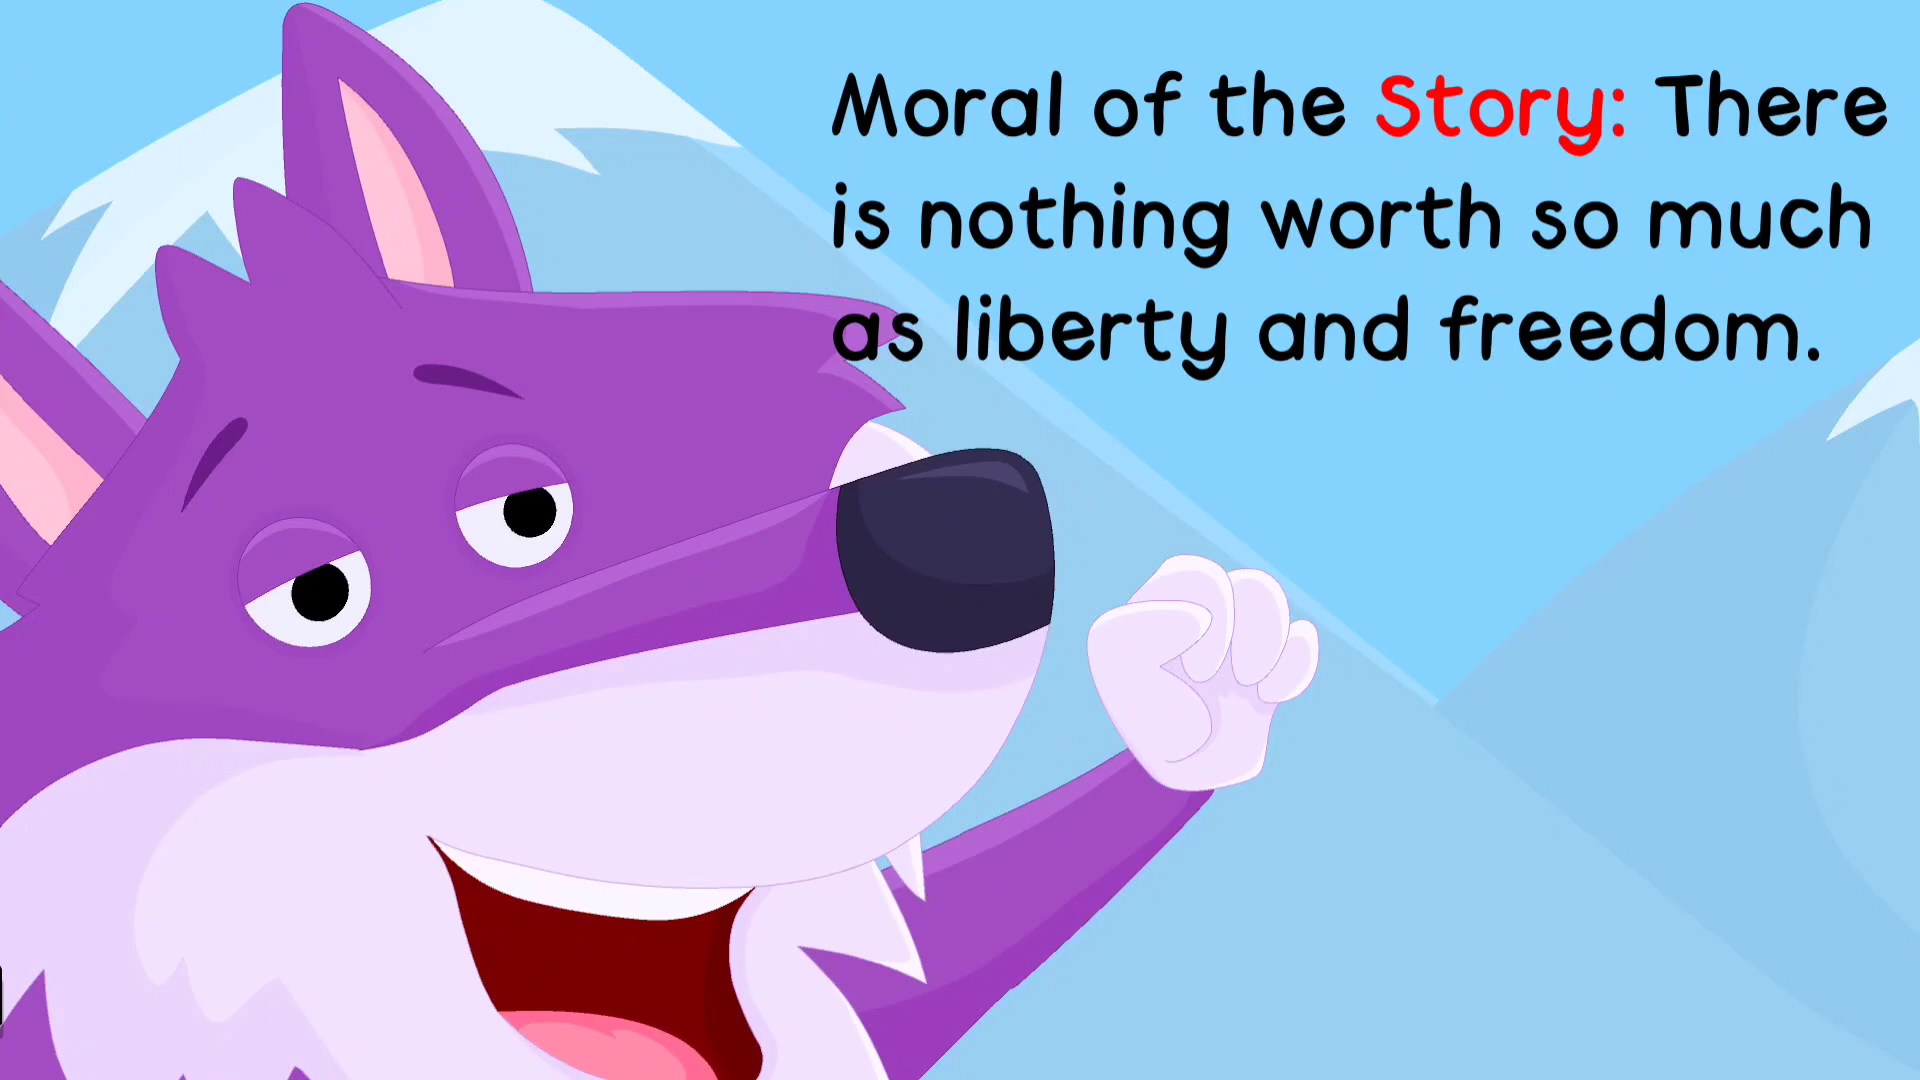 Moral of the Story: There
is nothing worth so much
as liberty and freedom.